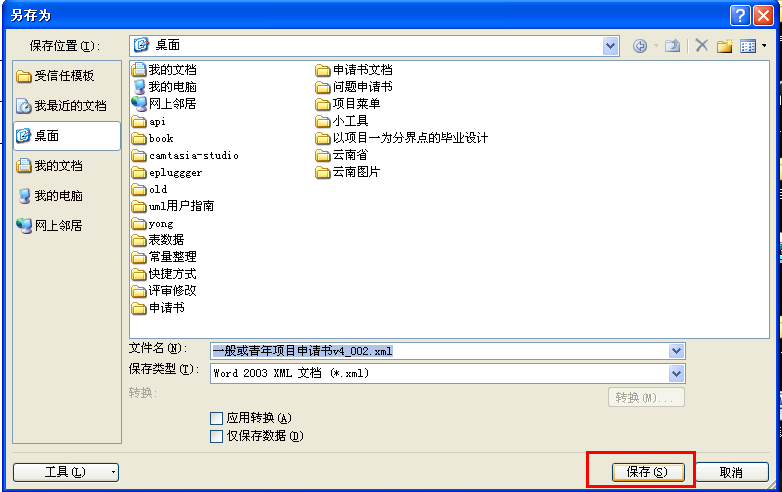 另存为
保存位置(I):
桌面
受信任模板
我最近的文档
桌面
我的文档
我的电脑
网上邻居
我的文档
我的电脑
网上邻居
api
book
camtasia-studio
epluggger
old
uml用户指南
yong
表数据
常量整理
快捷方式
评审修改
申请书
申请书文档
问题申请书
项目菜单
小工具
以项目一为分界点的毕业设计
云南省
云南图片
文件名(N):
一般或青年项目申请书v4_002.xml
保存类型(T):
Word 2003 XML 文档 (*.xml)
转换:
转换(M)...
应用转换(A)
仅保存数据(D)
工具(L)
保存(S)
取消